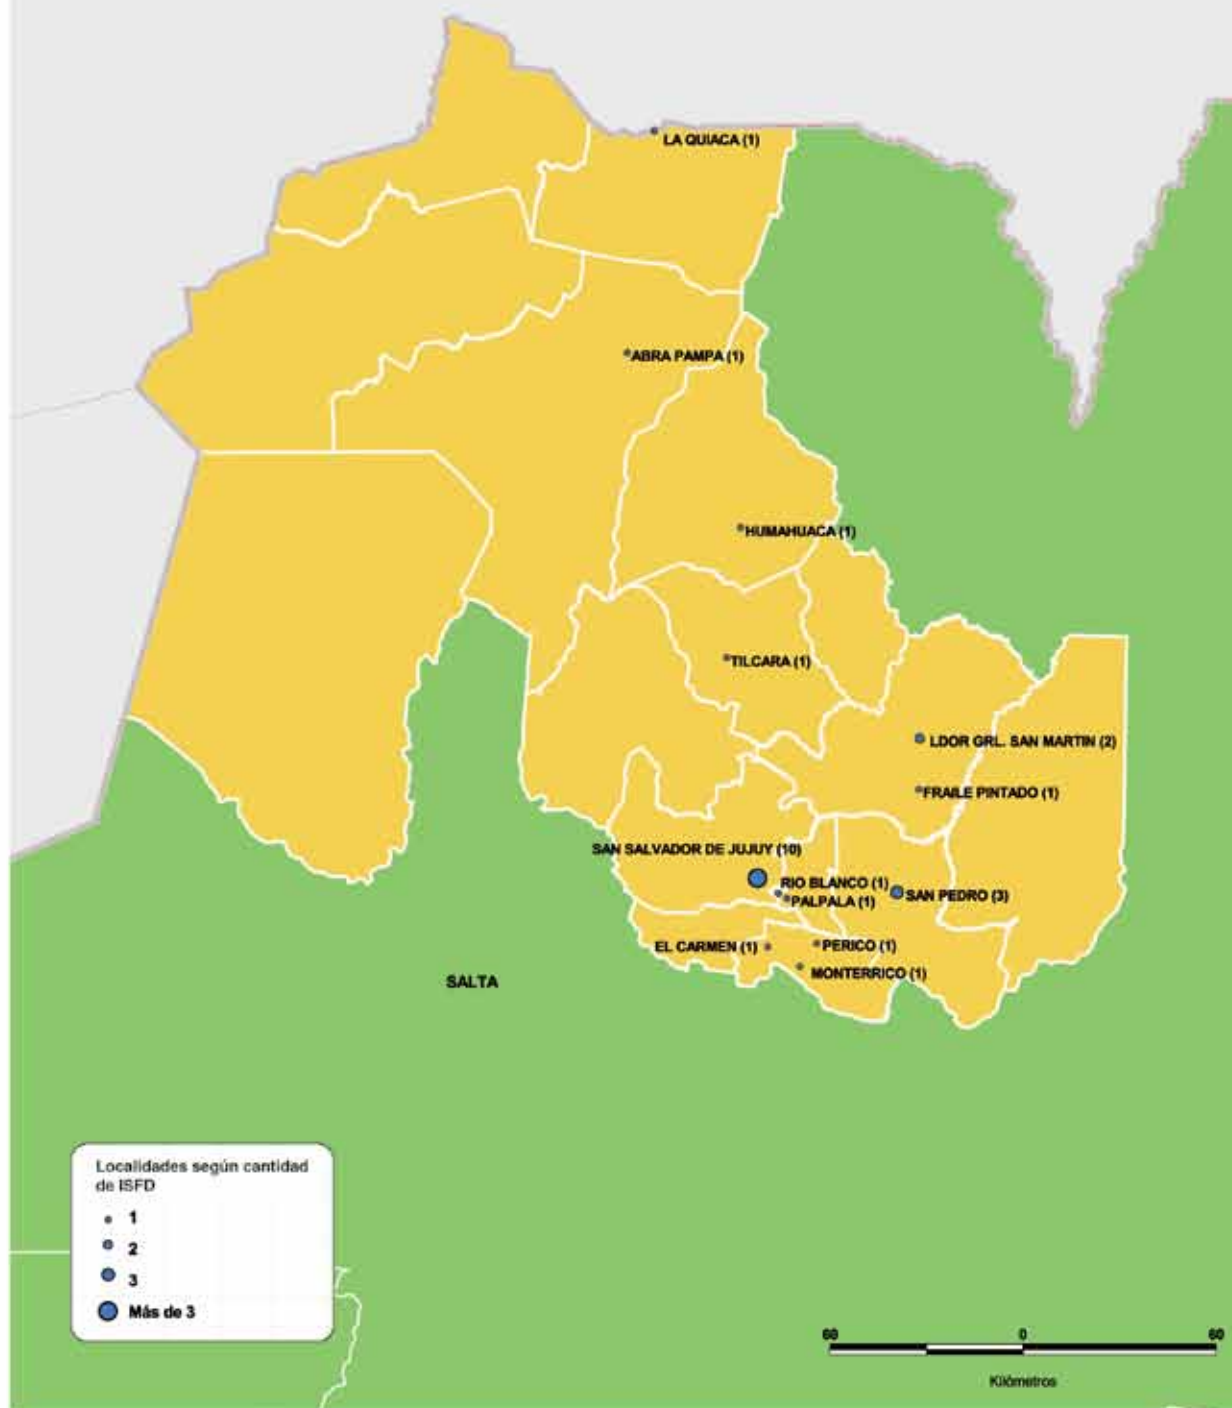 LA QUIACA (1)
ABRA PAMPA (1)
HUMAHUACA (1)
TILCARA (1)
LDOR GRL. SAN MARTIN (2)
FRAILE PINTADO (1)
SAN SALVADOR DE JUJUY (10)
RIO BLANCO (1)
PALPALA (1)
SAN PEDRO (3)
EL CARMEN (1)
PERICO (1)
MONTERRICO (1)
SALTA
Localidades según cantidad
de ISFD
1
2
3
Más de 3
60 0 60
Kilómetros